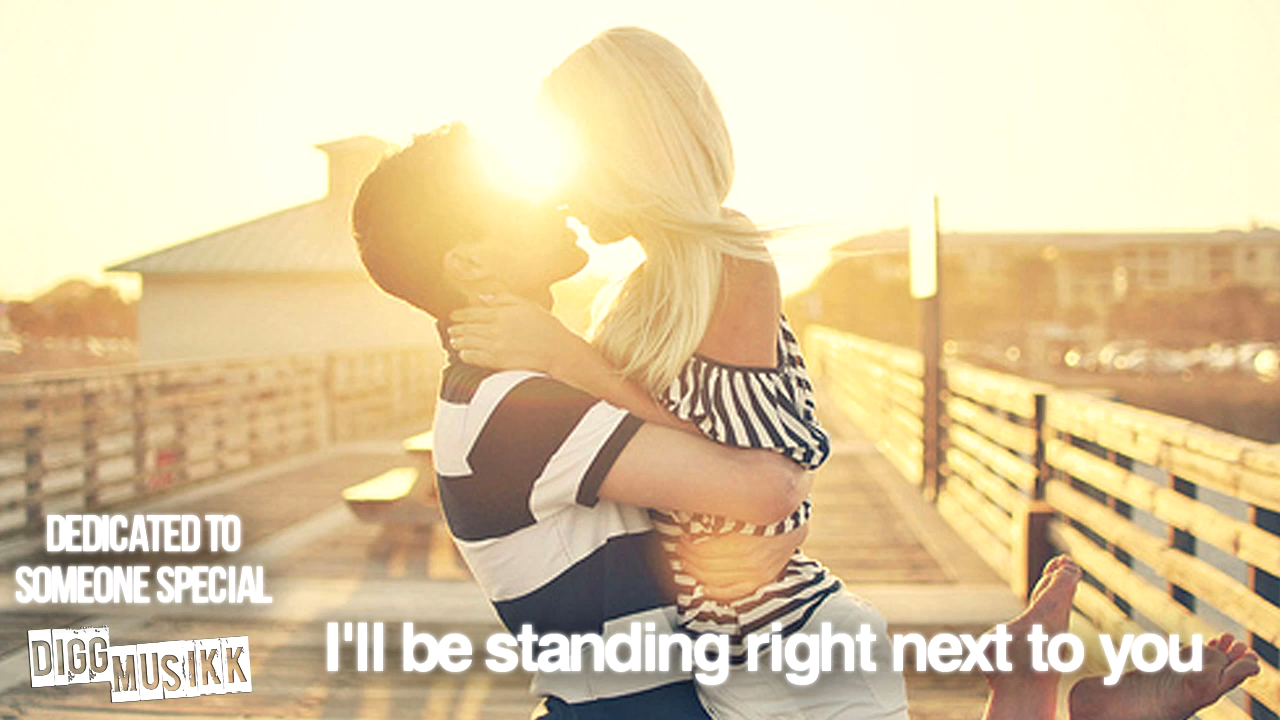 DEDICATED TO
SOMEONE SPECIAL
DIGG
MUSIKK
I'll be standing right next to you